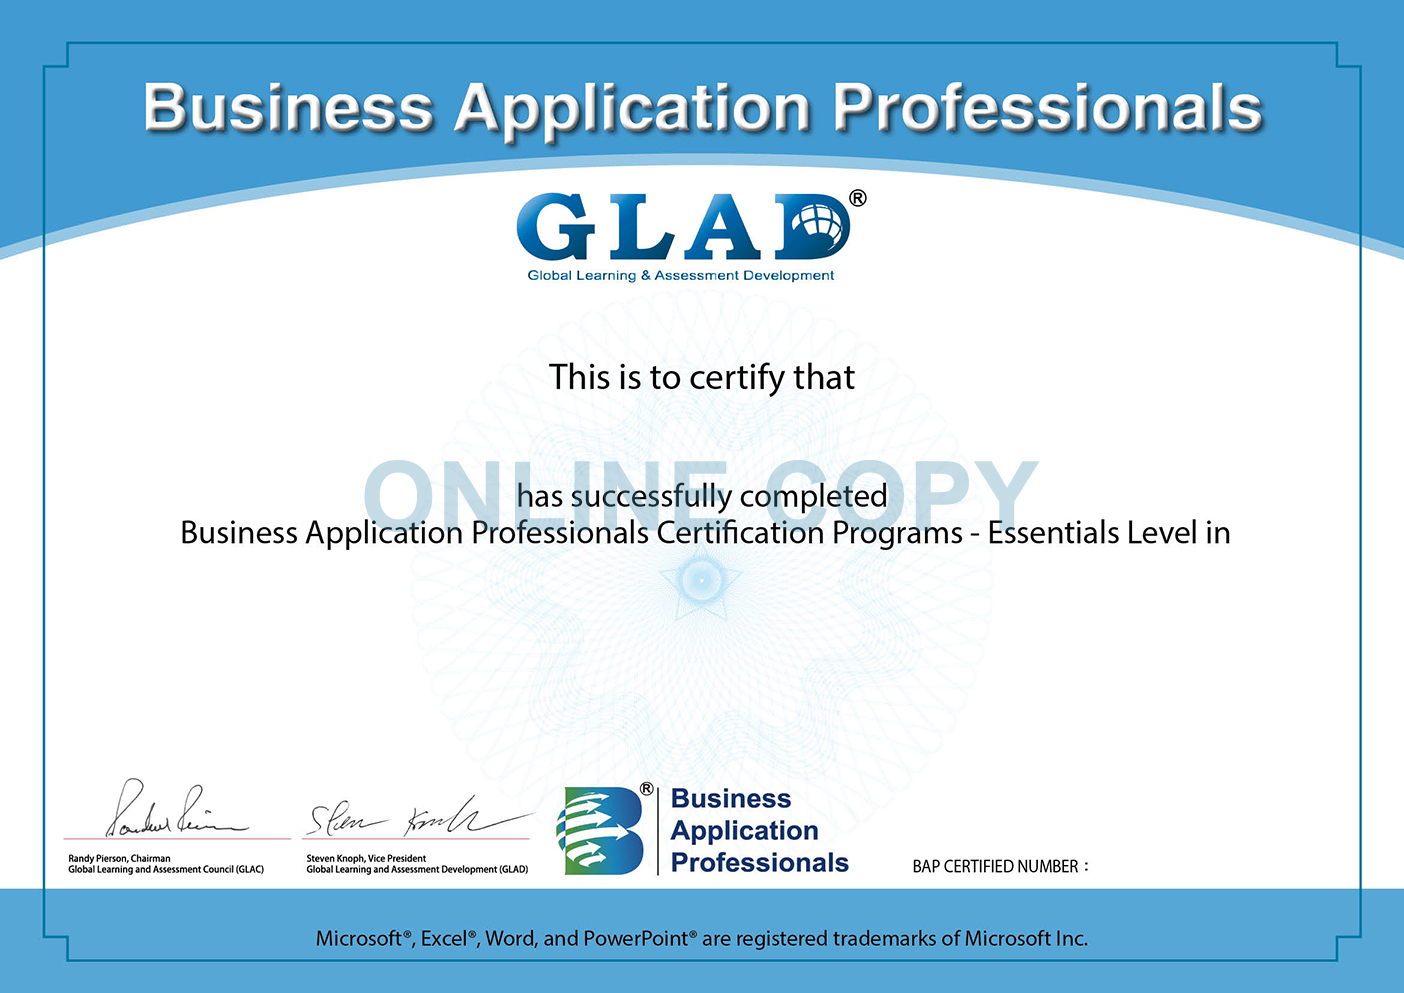 Business Application Professionals
GLAD®
Global Learning & Assessment Development
This is to certify that
ONLINE COPY
has successfully completed
Business Application Professionals Certification Programs - Essentials Level in
Randy Pierson, Chairman
Global Learning and Assessment Council (GLAC)
Steven Knoph, Vice President
Global Learning and Assessment Development (GLAD)
B®
Business
Application
Professionals
BAP CERTIFIED NUMBER :
Microsoft®, Excel®, Word, and PowerPoint® are registered trademarks of Microsoft Inc.